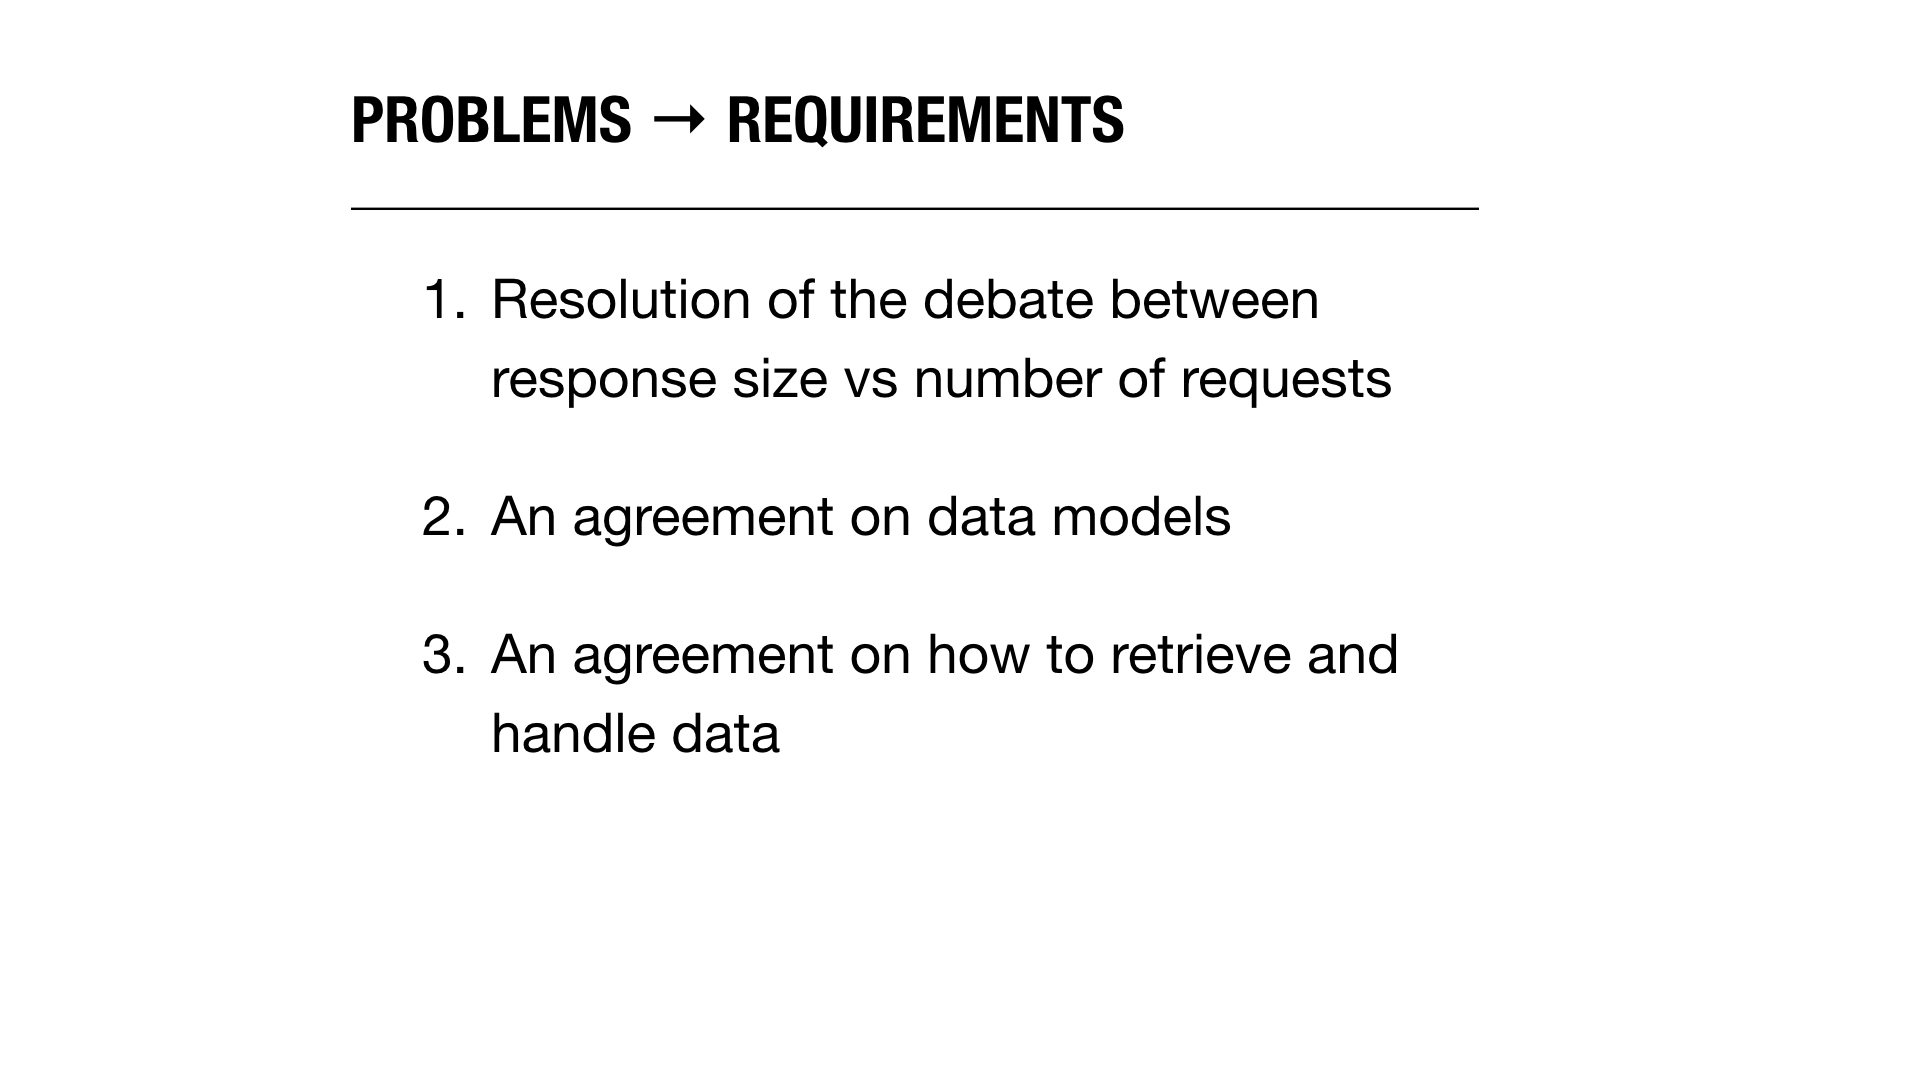 PROBLEMS → REQUIREMENTS
1. Resolution of the debate between
response size vs number of requests
2. An agreement on data models
3. An agreement on how to retrieve and
handle data